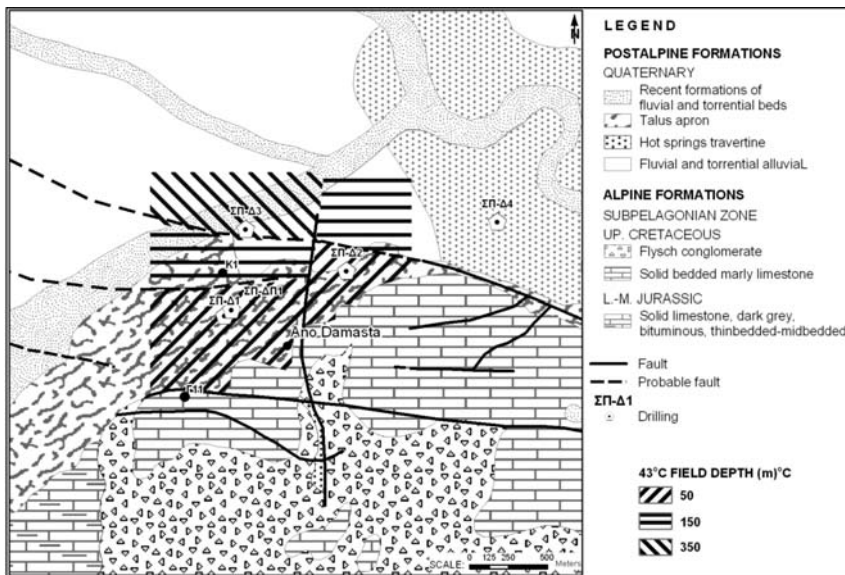 N
ΣΠ-Δ3
ΣΠ-Δ4
K1
ΣΠ-Δ2
ΣΠ-ΔΠ1
ΣΠ-Δ1
Ano Damasta
Γ11
SCALE: 0 125 250 500 Meters
LEGEND
POSTALPINE FORMATIONS
QUATERNARY
Recent formations of
fluvial and torrential beds
Talus apron
Hot springs travertine
Fluvial and torrential alluviaL
ALPINE FORMATIONS
SUBPELAGONIAN ZONE
UP. CRETACEOUS
Flysch conglomerate
Solid bedded marly limestone
L.-M. JURASSIC
Solid limestone, dark grey,
bituminous, thinbedded-midbedded
Fault
Probable fault
ΣΠ-Δ1
Drilling
43°C FIELD DEPTH (m)°C
50
150
350